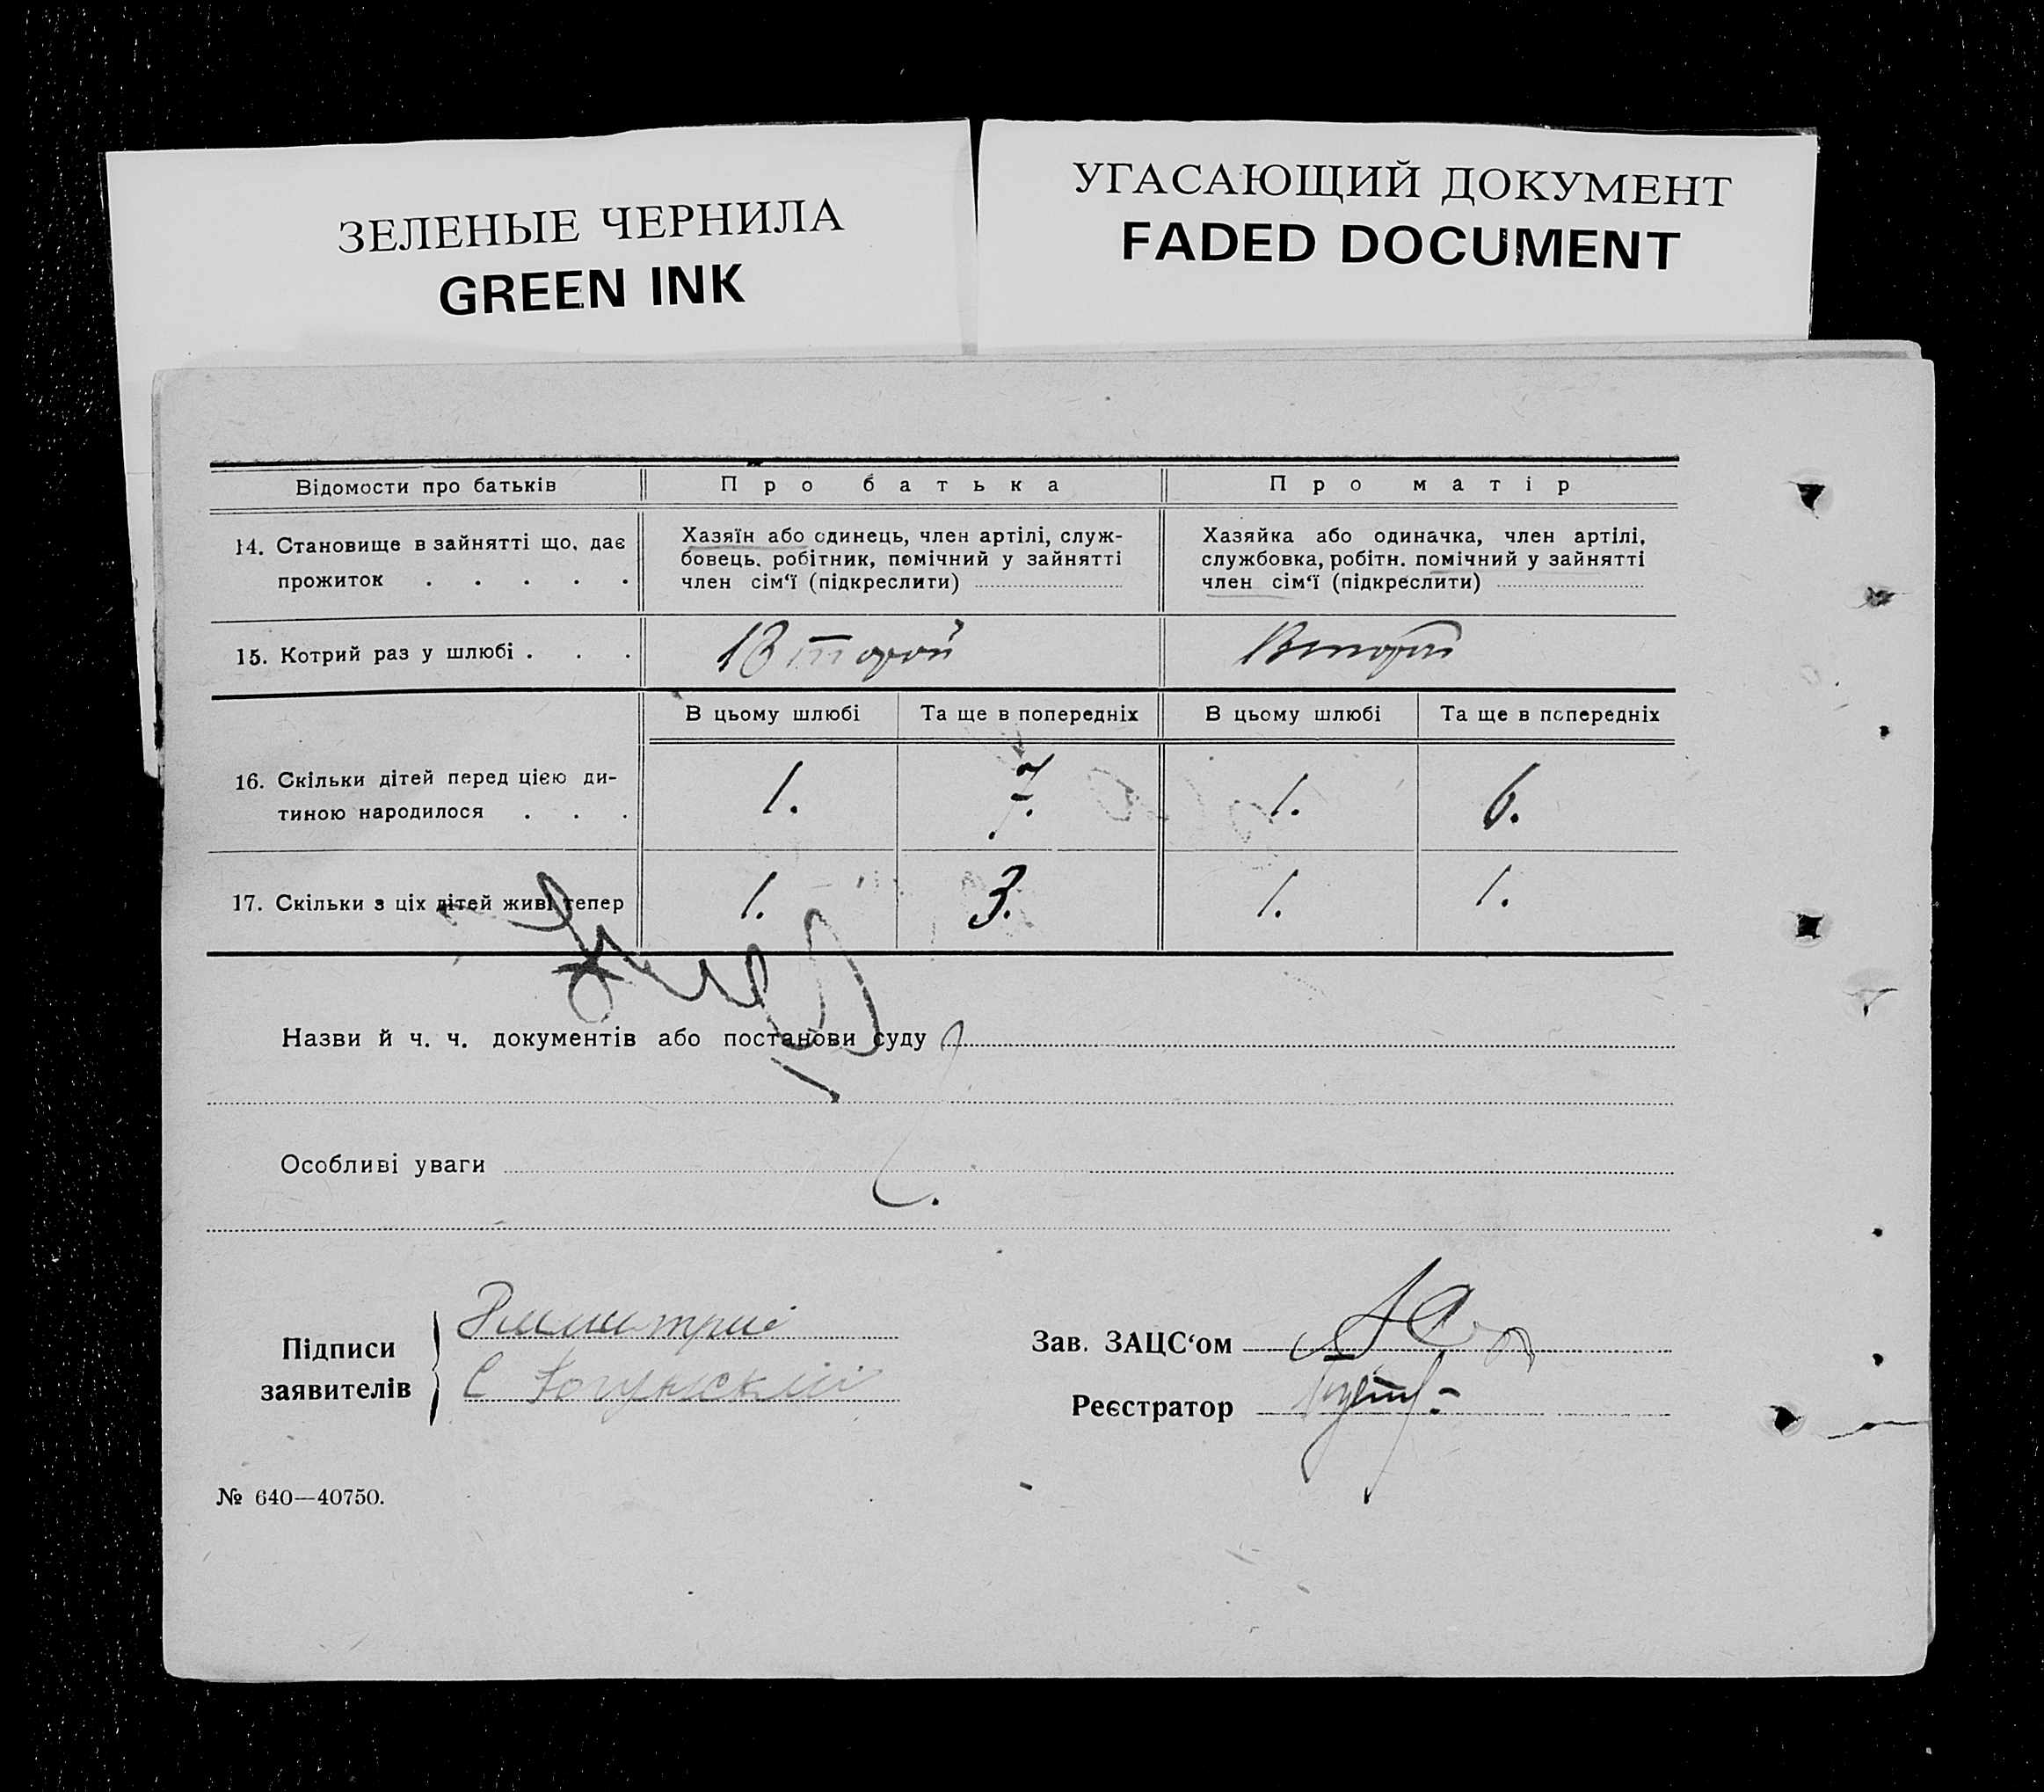 ЗЕЛЕНЫЕ ЧЕРНИЛА
GREEN INK
УГАСАЮЩИЙ ДОКУМЕНТ
FADED DOCUMENT
Відомости про батьків Про батька Про матір
14. Становище в зайнятті що, дає прожиток . . . . .
Хазяїн або одинець, член артілі, служ-
бовець, робітник, помічний у зайнятті
член сім‘ї (підкреслити)
Хазяйка або одиначка, член артілі,
службовка, робітн. помічний у зайнятті
член сім‘ї (підкреслити)
15. Котрий раз у шлюбі . . . Второй Второй
В цьому шлюбі Та ще в попередніх В цьому шлюбі Та ще в попередніх
16. Скільки дітей перед цією ди-
тиною народилося . . . 1. 7. 1. 6.
17. Скільки з ціх дітей живі тепер 1. 3. 1. 1.
Назви й ч. ч. документів або постанови суду
Особливі уваги
Підписи
заявителів
Димитрий
Зав. ЗАЦС‘ом
Реєстратор
№ 640—40750.